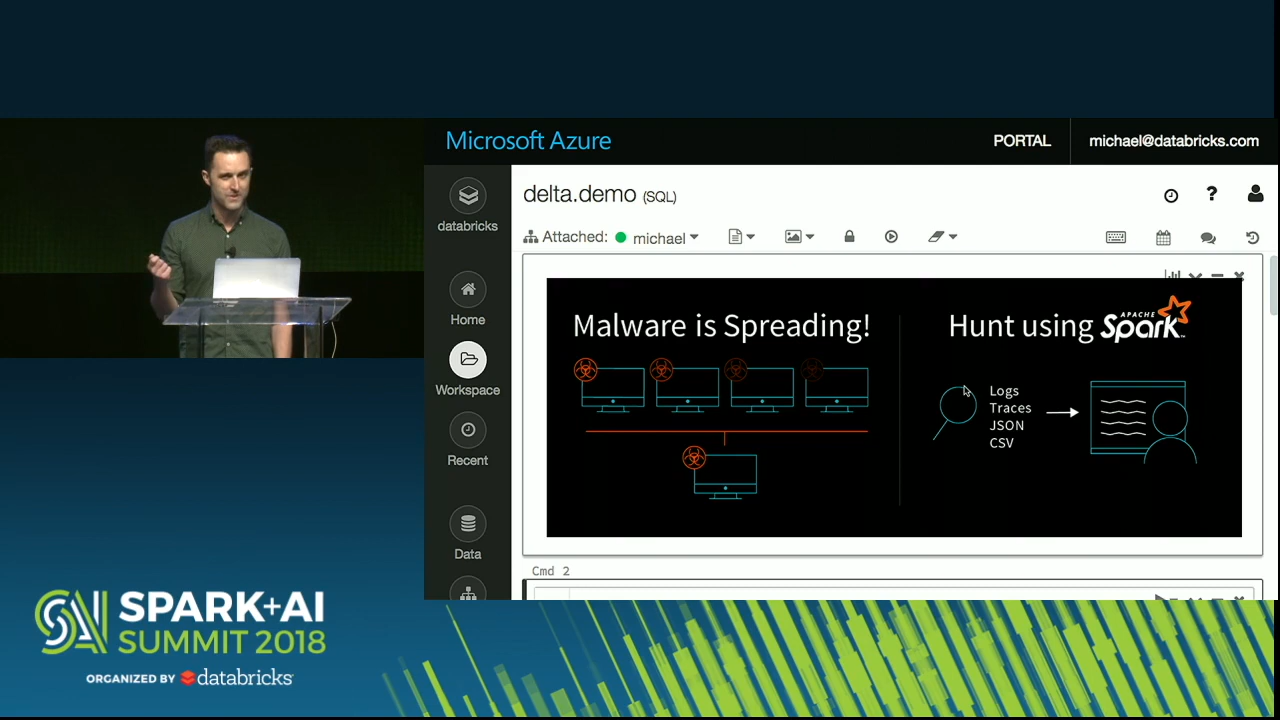 Microsoft Azure
PORTAL
michael@databricks.com
databricks
Home
Workspace
Recent
Data
delta.demo (SQL)
?
Attached: michael
Malware is Spreading!
Hunt using APACHE Spark™
Logs
Traces
JSON
CSV
Cmd 2
SPARK+AI
SUMMIT 2018
ORGANIZED BY databricks